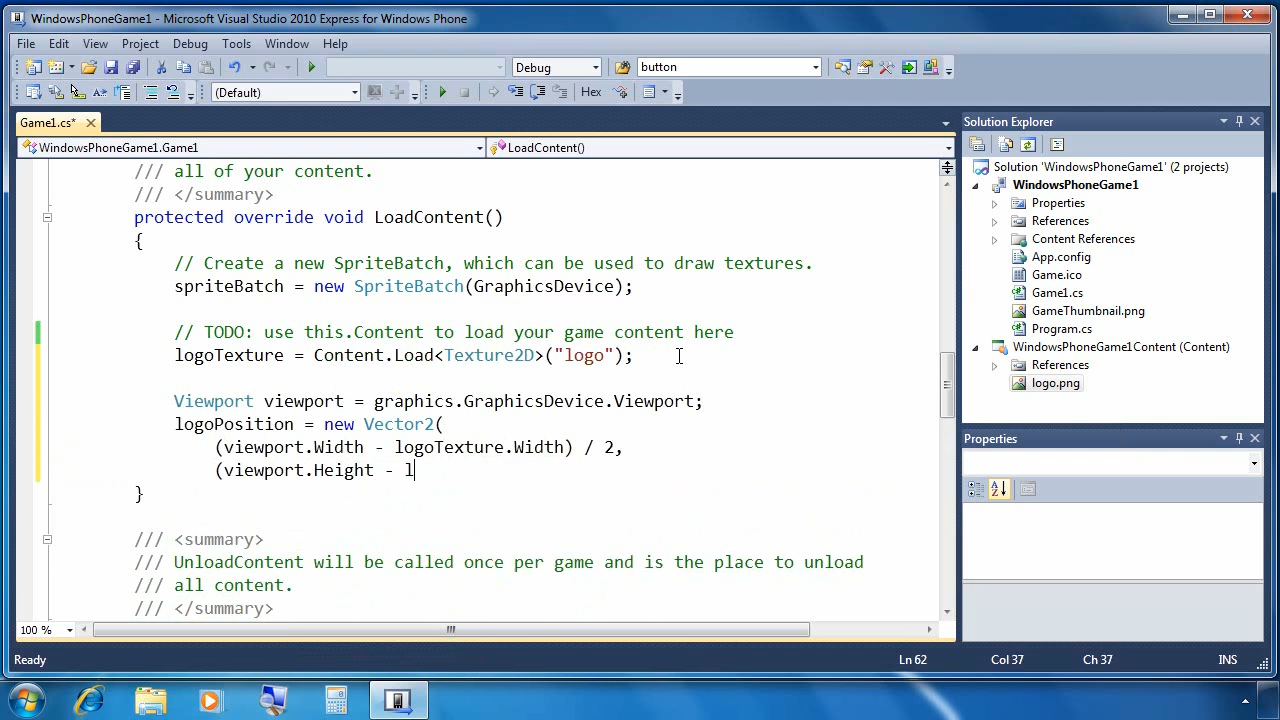 WindowsPhoneGame1 - Microsoft Visual Studio 2010 Express for Windows Phone
File Edit View Project Debug Tools Window Help
Debug button
(Default) Hex
Game1.cs*
WindowsPhoneGame1.Game1 LoadContent()
/// all of your content.
/// </summary>
protected override void LoadContent()
{
// Create a new SpriteBatch, which can be used to draw textures.
spriteBatch = new SpriteBatch(GraphicsDevice);
// TODO: use this.Content to load your game content here
logoTexture = Content.Load<Texture2D>("logo");
Viewport viewport = graphics.GraphicsDevice.Viewport;
logoPosition = new Vector2(
(viewport.Width - logoTexture.Width) / 2,
(viewport.Height - l
}
/// <summary>
/// UnloadContent will be called once per game and is the place to unload
/// all content.
/// </summary>
100 %
Solution Explorer
Solution 'WindowsPhoneGame1' (2 projects)
WindowsPhoneGame1
Properties
References
Content References
App.config
Game.ico
Game1.cs
GameThumbnail.png
Program.cs
WindowsPhoneGame1Content (Content)
References
logo.png
Properties
Ready Ln 62 Col 37 Ch 37 INS